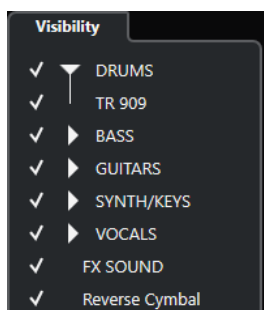 Visibility
DRUMS
TR 909
BASS
GUITARS
SYNTH/KEYS
VOCALS
FX SOUND
Reverse Cymbal